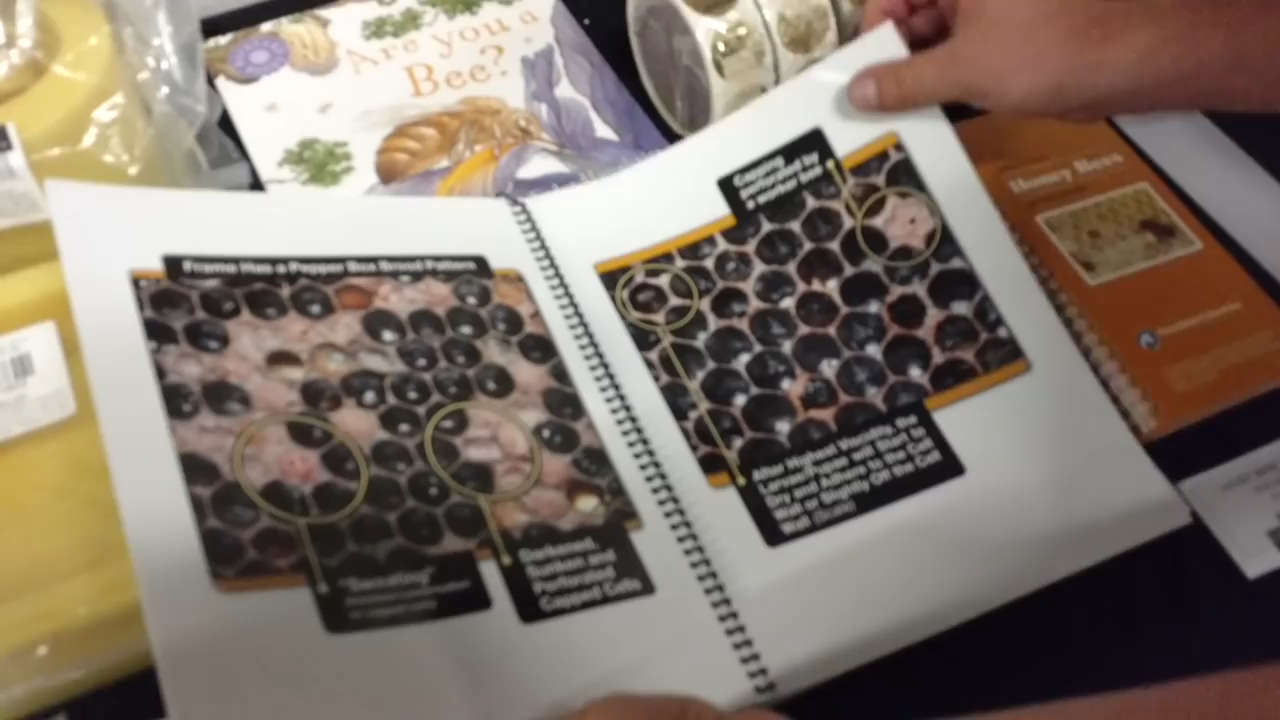 Are you a
Bee?
Honey Bees
Frame Has a Pepper Box Brood Pattern
"Sweating"
Darkened,
Sunken and
Perforated
Capped Cells
Capping
perforated by
a worker bee
After Highest Viscosity, the
Larvae/Pupae will Start to
Dry and Adhere to the Cell
Wall or Slightly Off the Cell
Wall (Scale)